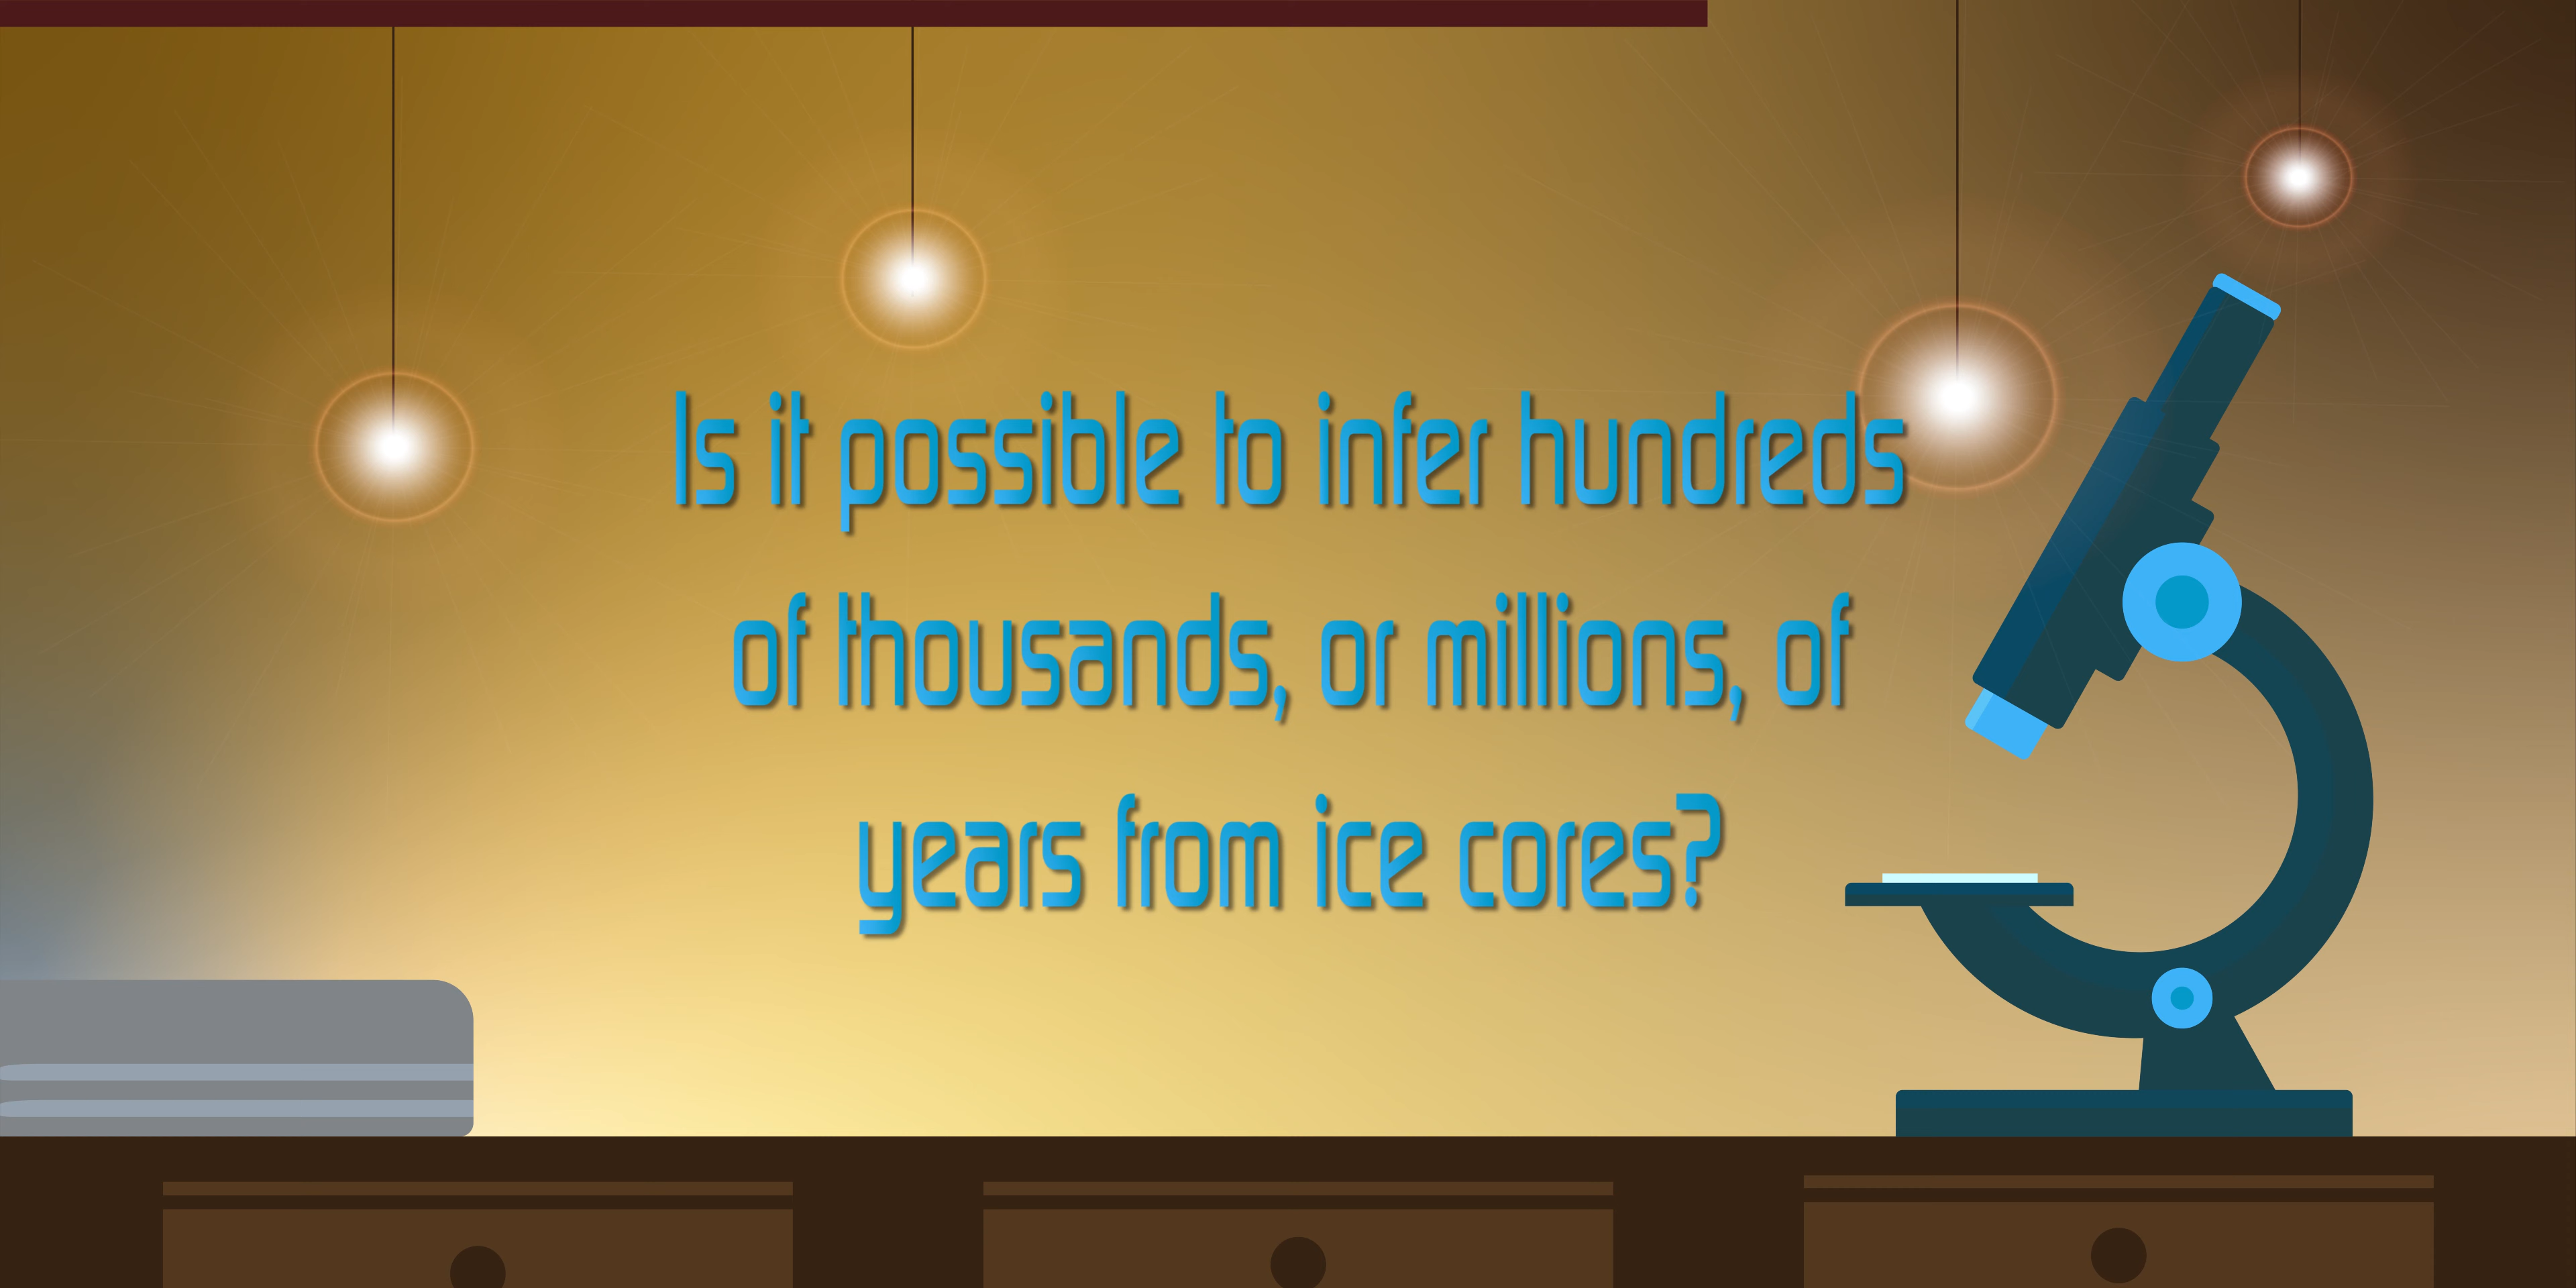 Is it possible to infer hundreds
of thousands, or millions, of
years from ice cores?